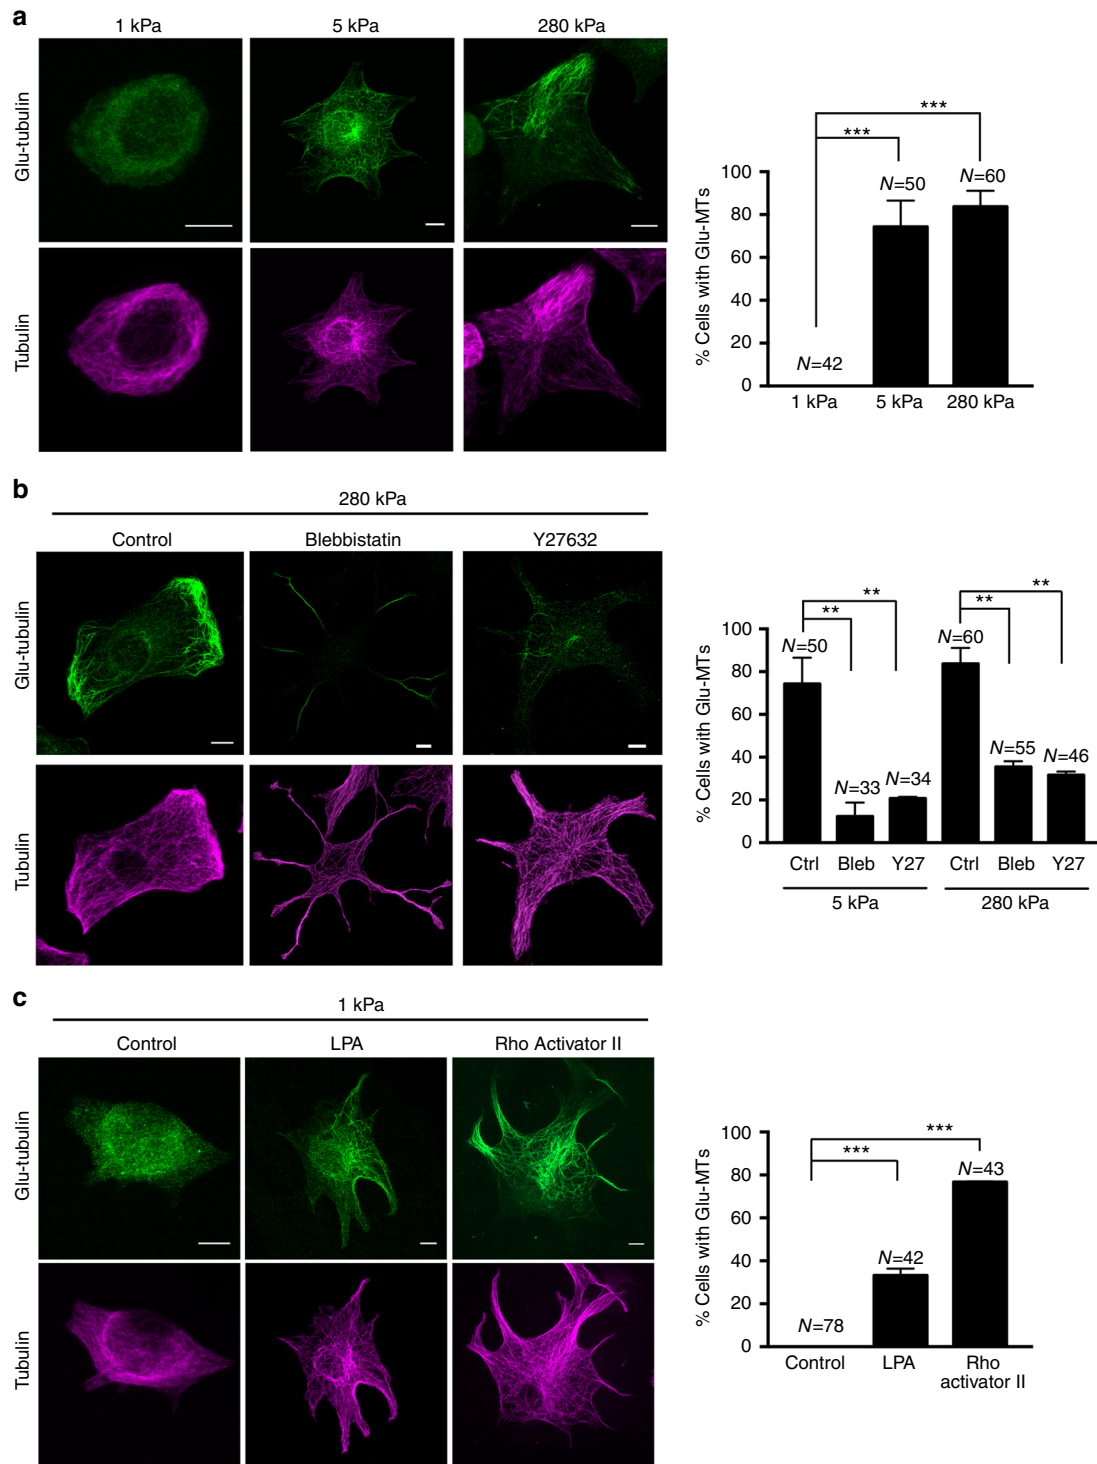 a
1 kPa
5 kPa
280 kPa
Glu-tubulin
Tubulin
% Cells with Glu-MTs
100
80
60
40
20
0
***
***
N=42
N=50
N=60
1 kPa
5 kPa
280 kPa
b
280 kPa
Control
Blebbistatin
Y27632
Glu-tubulin
Tubulin
% Cells with Glu-MTs
100
80
60
40
20
0
**
**
**
**
N=50
N=33
N=34
N=60
N=55
N=46
Ctrl
Bleb
Y27
Ctrl
Bleb
Y27
5 kPa
280 kPa
c
1 kPa
Control
LPA
Rho Activator II
Glu-tubulin
Tubulin
% Cells with Glu-MTs
100
80
60
40
20
0
***
***
N=78
N=42
N=43
Control
LPA
Rho
activator II